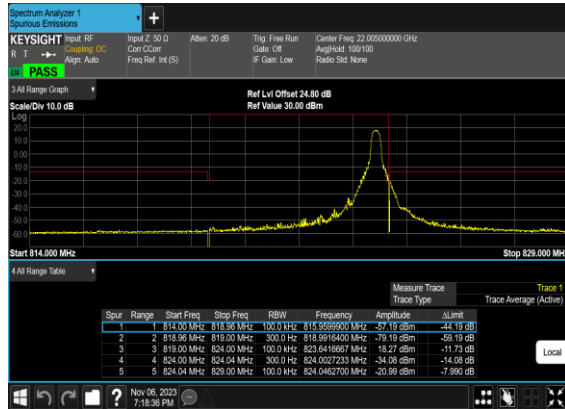 Spectrum Analyzer 1
Spurious Emissions
KEYSIGHT Input: RF Input Z: 50 Ω Atten: 20 dB Trig: Free Run Center Freq: 22.005000000 GHz
R T Coupling: DC Corr CCorr Gate: Off Avg|Hold: 100/100
Align: Auto Freq Ref: Int (S) IF Gain: Low Radio Std: None
PASS
3 All Range Graph Ref Lvl Offset 24.80 dB
Scale/Div 10.0 dB Ref Value 30.00 dBm
Log
20.0
10.0
0.00
-10.0
-20.0
-30.0
-40.0
-50.0
-60.0
Start 814.000 MHz Stop 829.000 MHz
4 All Range Table
Measure Trace Trace 1
Trace Type Trace Average (Active)
Spur Range Start Freq Stop Freq RBW Frequency Amplitude ΔLimit
1 1 814.00 MHz 818.96 MHz 100.0 kHz 815.9599900 MHz -57.19 dBm -44.19 dB
2 2 818.96 MHz 819.00 MHz 300.0 Hz 818.9916400 MHz -79.19 dBm -59.19 dB
3 3 819.00 MHz 824.00 MHz 100.0 kHz 823.6416667 MHz 18.27 dBm -11.73 dB
4 4 824.00 MHz 824.04 MHz 300.0 Hz 824.0027233 MHz -34.08 dBm -14.08 dB
5 5 824.04 MHz 829.00 MHz 100.0 kHz 824.0462700 MHz -20.99 dBm -7.990 dB
Local
? Nov 06, 2023
7:18:36 PM